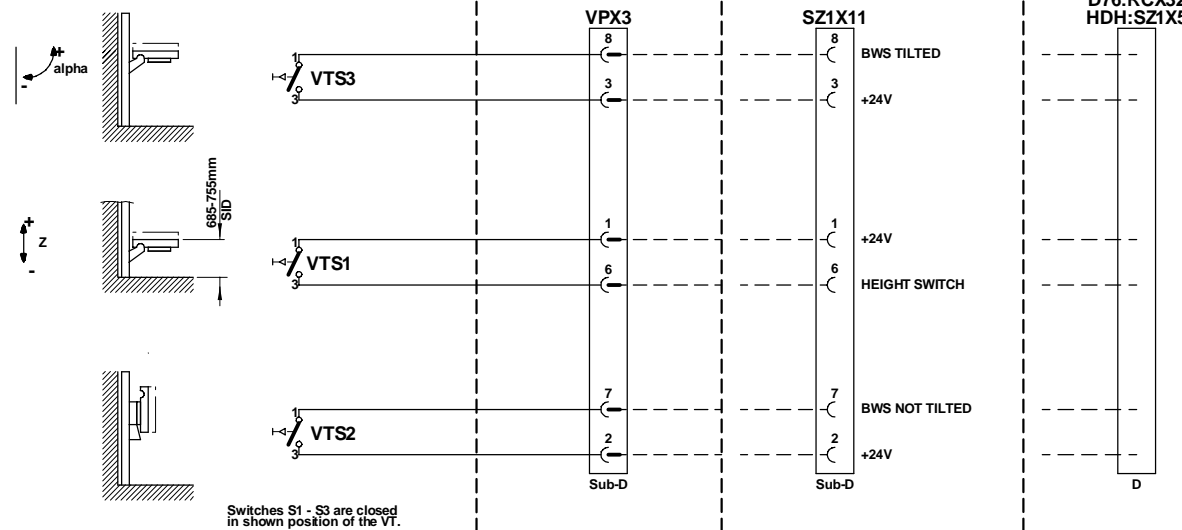 VPX3
SZ1X11
D76:RCX32
HDH:SZ1X5
+
alpha
-
1
VTS3
3
8
3
8
BWS TILTED
3
+24V
685-755mm
SID
+
Z
-
1
VTS1
3
1
6
1
+24V
6
HEIGHT SWITCH
1
VTS2
3
7
2
7
BWS NOT TILTED
2
+24V
Sub-D
Sub-D
D
Switches S1 - S3 are closed
in shown position of the VT.